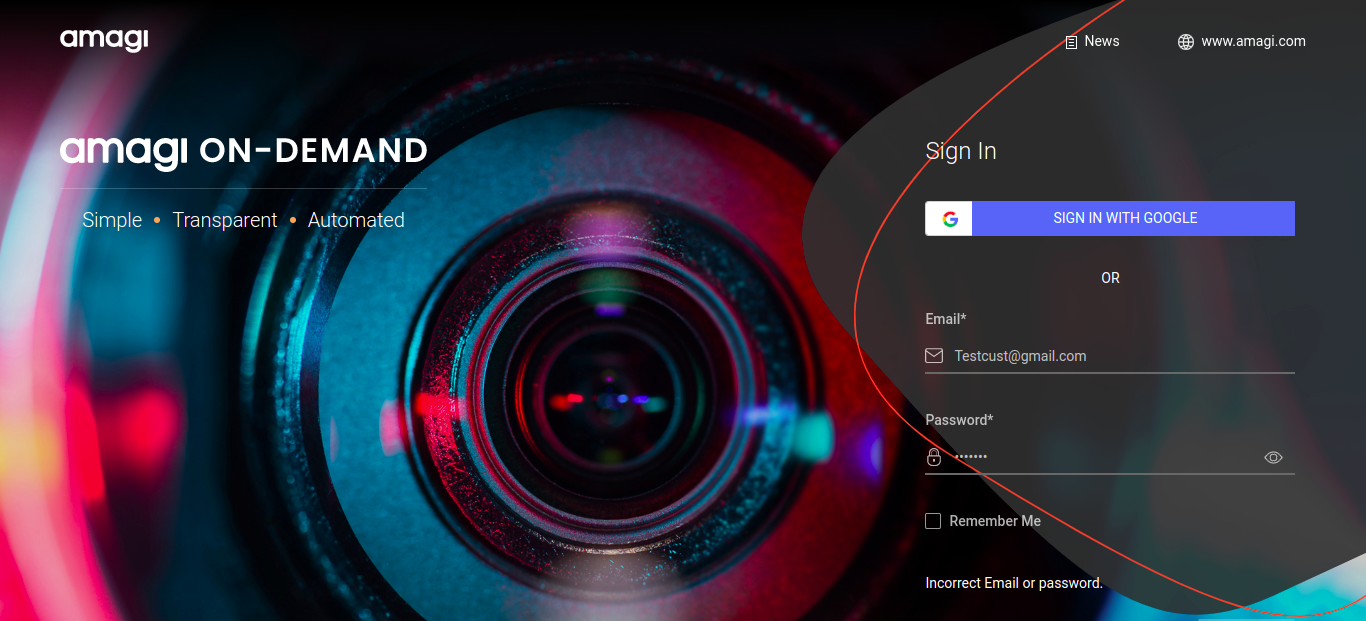 amagi
News
www.amagi.com
amagi ON-DEMAND
Simple • Transparent • Automated
Sign In
G SIGN IN WITH GOOGLE
OR
Email*
Testcust@gmail.com
Password*
•••••••
Remember Me
Incorrect Email or password.